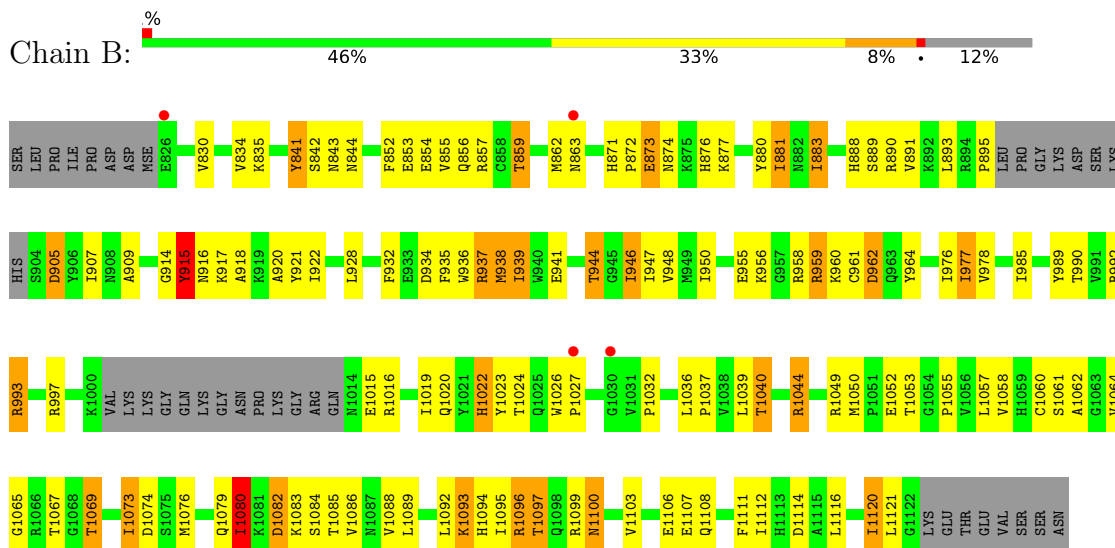 %
Chain B:
46% 33% 8% • 12%
SER LEU PRO ILE PRO ASP ASP MSE E826 V830 V834 K835 Y841 S842 N843 N844 F852 E853 E854 V855 Q856 R857 C858 T859 M862 N863 H871 P872 E873 N874 K875 H876 K877 Y880 I881 N882 I883 H888 S889 R890 V891 K892 L893 R894 P895 LEU PRO GLY LYS ASP SER LYS
HIS S904 D905 Y906 I907 N908 A909 G914 Y915 N916 K917 A918 K919 A920 Y921 I922 L928 F932 E933 D934 F935 W936 R937 M938 I939 W940 E941 T944 G945 I946 I947 V948 M949 I950 E955 K956 G957 R958 R959 K960 C961 D962 Q963 Y964 I976 I977 V978 I985 Y989 T990 V991
R993 R997 K1000 VAL LYS LYS GLY GLN LYS GLY ASN PRO LYS GLY ARG GLN N1014 E1015 R1016 I1019 Q1020 Y1021 H1022 Y1023 T1024 Q1025 W1026 P1027 G1030 V1031 P1032 L1036 P1037 V1038 L1039 T1040 R1044 R1049 M1050 P1051 E1052 T1053 G1054 P1055 V1056 L1057 V1058 H1059 C1060 S1061 A1062 G1063
G1065 R1066 T1067 G1068 T1069 I1073 D1074 S1075 M1076 Q1079 I1080 K1081 D1082 K1083 S1084 T1085 V1086 N1087 V1088 L1089 L1092 K1093 H1094 I1095 R1096 T1097 Q1098 R1099 N1100 V1103 E1106 E1107 Q1108 F1111 I1112 H1113 D1114 A1115 L1116 I1120 L1121 G1122 LYS GLU THR GLU VAL SER SER ASN